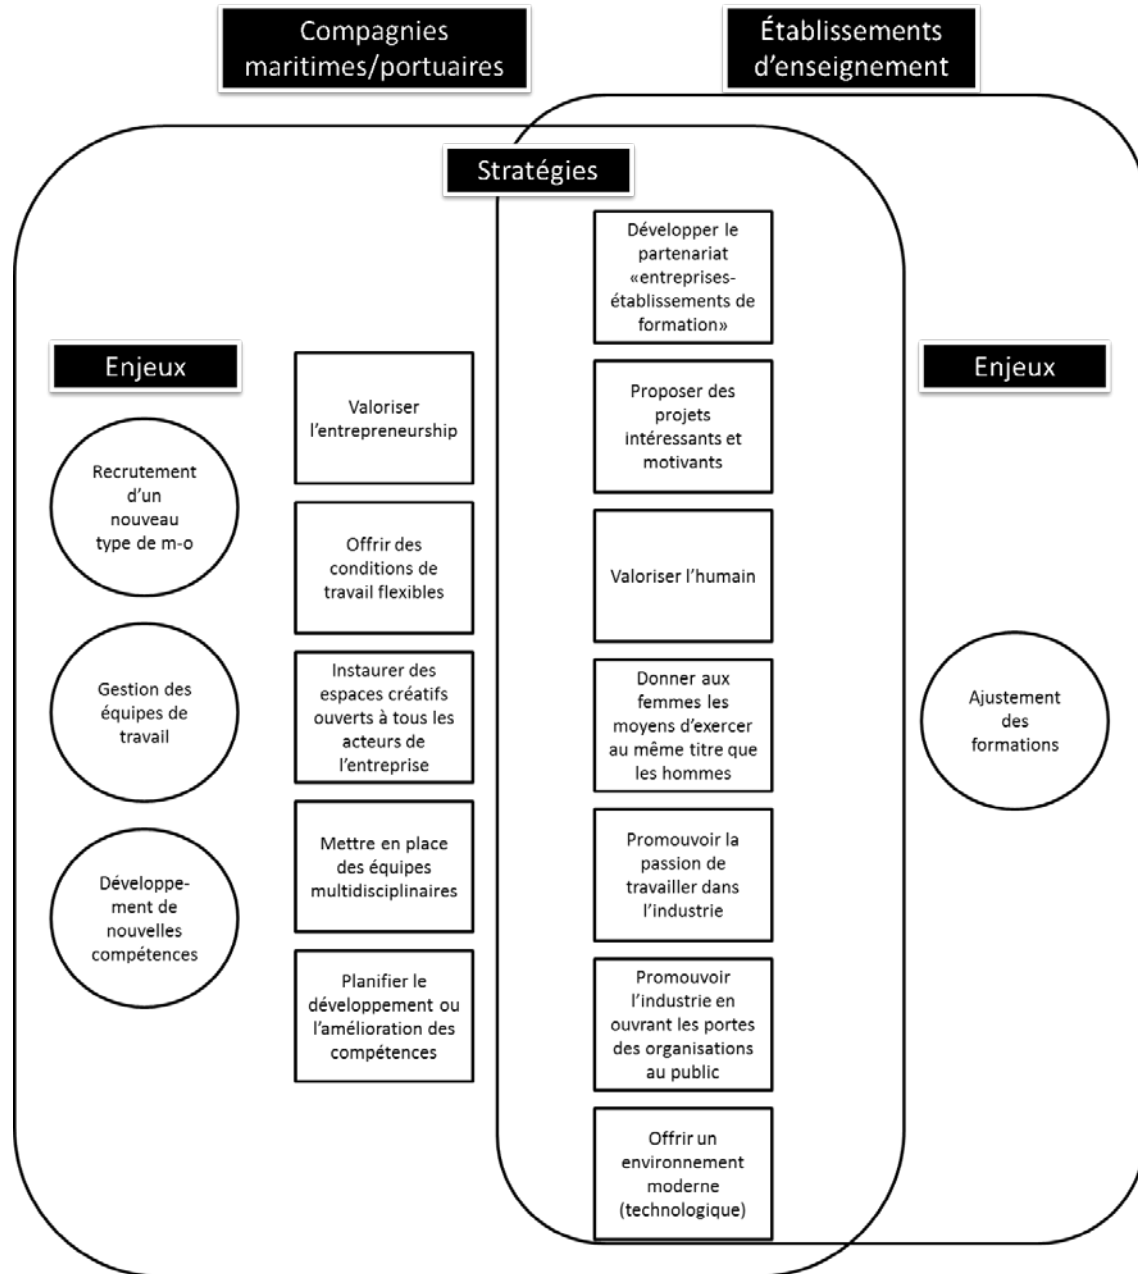 Compagnies
maritimes/portuaires
Établissements
d'enseignement
Stratégies
Enjeux
Recrutement
d'un
nouveau
type de m-o
Gestion des
équipes de
travail
Développe-
ment de
nouvelles
compétences
Valoriser
l'entrepreneurship
Offrir des
conditions de
travail flexibles
Instaurer des
espaces créatifs
ouverts à tous les
acteurs de
l'entreprise
Mettre en place
des équipes
multidisciplinaires
Planifier le
développement ou
l'amélioration des
compétences
Développer le
partenariat
«entreprises-
établissements de
formation»
Proposer des
projets
intéressants et
motivants
Valoriser l'humain
Donner aux
femmes les
moyens d'exercer
au même titre que
les hommes
Promouvoir la
passion de
travailler dans
l'industrie
Promouvoir
l'industrie en
ouvrant les portes
des organisations
au public
Offrir un
environnement
moderne
(technologique)
Enjeux
Ajustement
des
formations